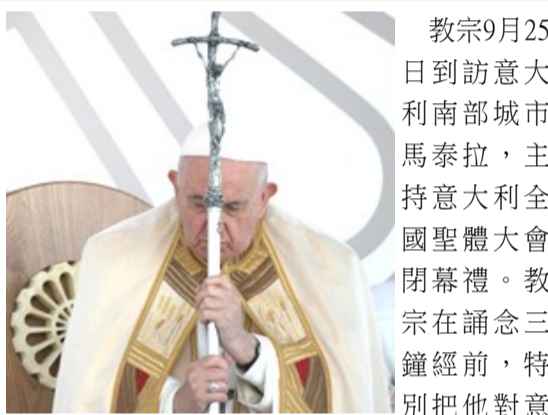 教宗9月25
日到訪意大
利南部城市
馬泰拉，主
持意大利全
國聖體大會
閉幕禮。教
宗在誦念三
鐘經前，特
別把他對意